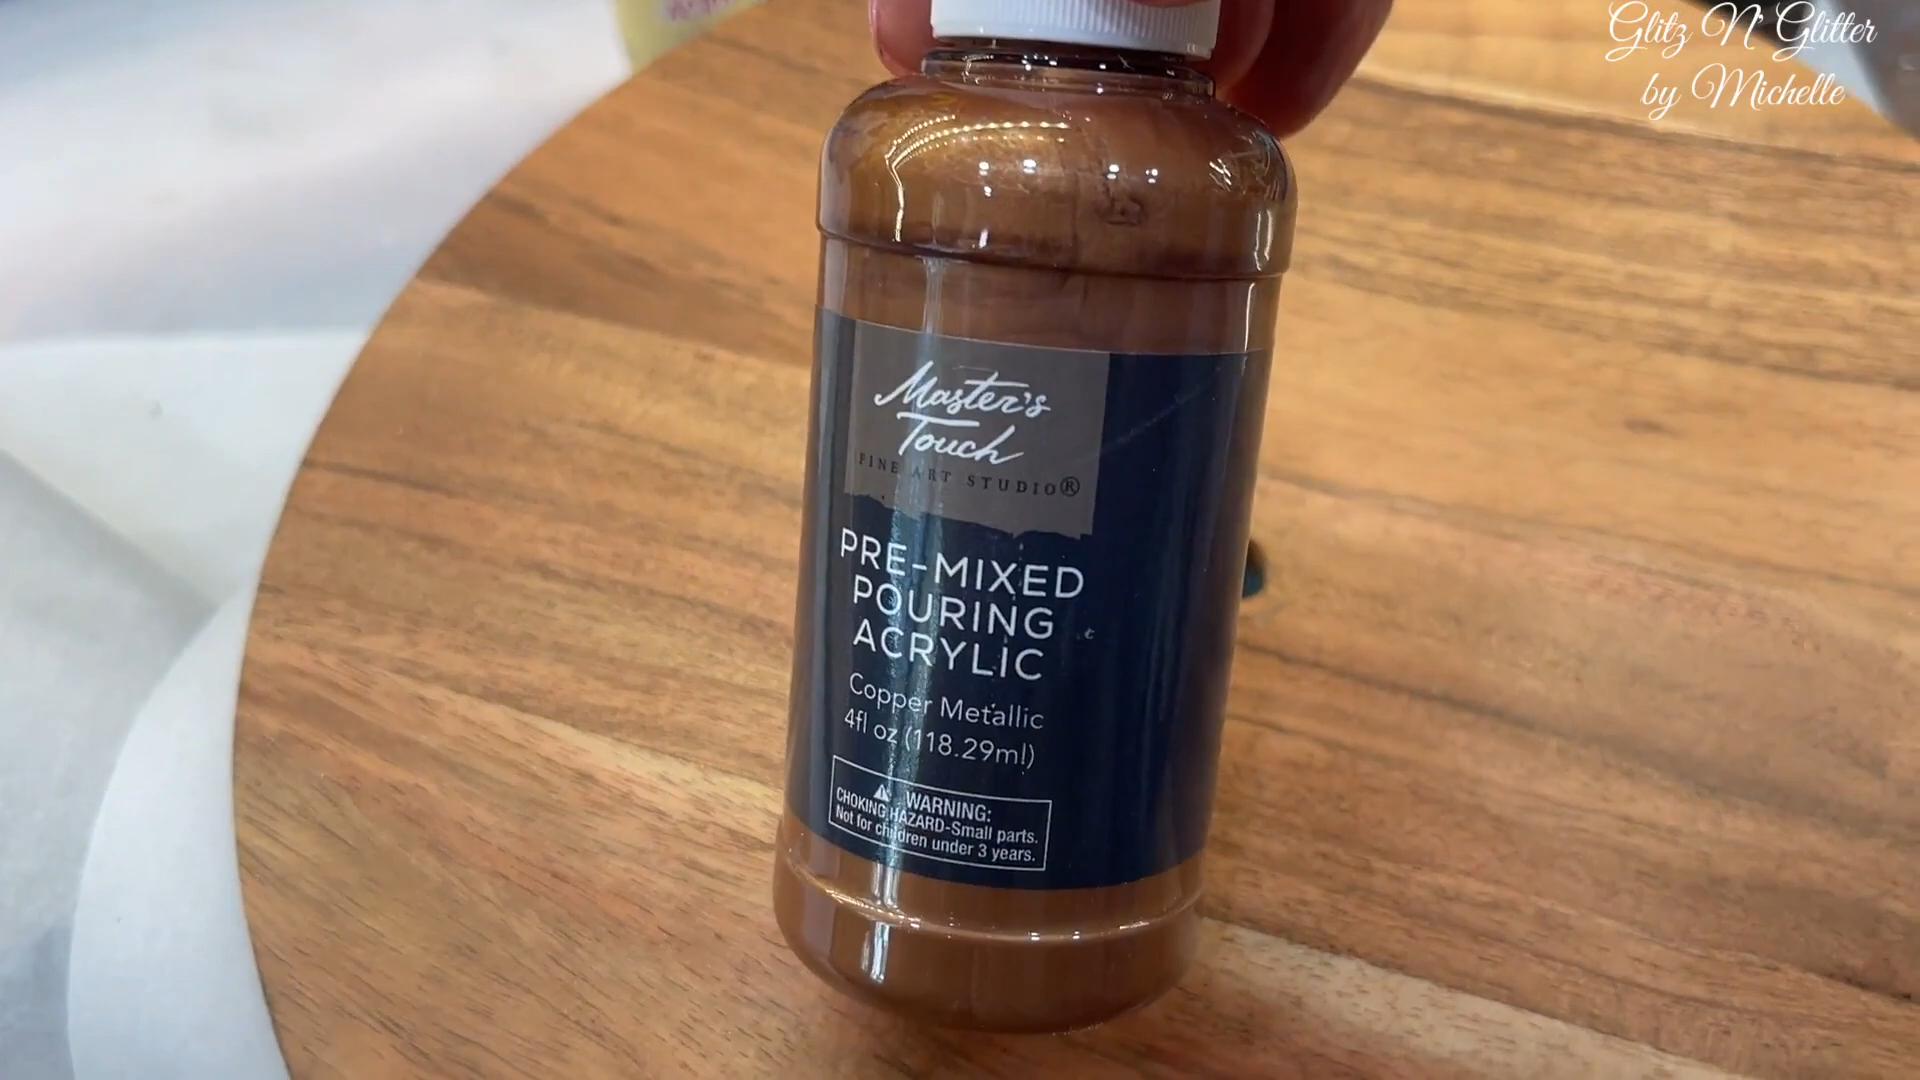 Glitz N' Glitter
by Michelle
Master's
Touch
FINE ART STUDIO®
PRE-MIXED
POURING
ACRYLIC
Copper Metallic
4fl oz (118.29ml)
WARNING:
CHOKING HAZARD-Small parts.
Not for children under 3 years.